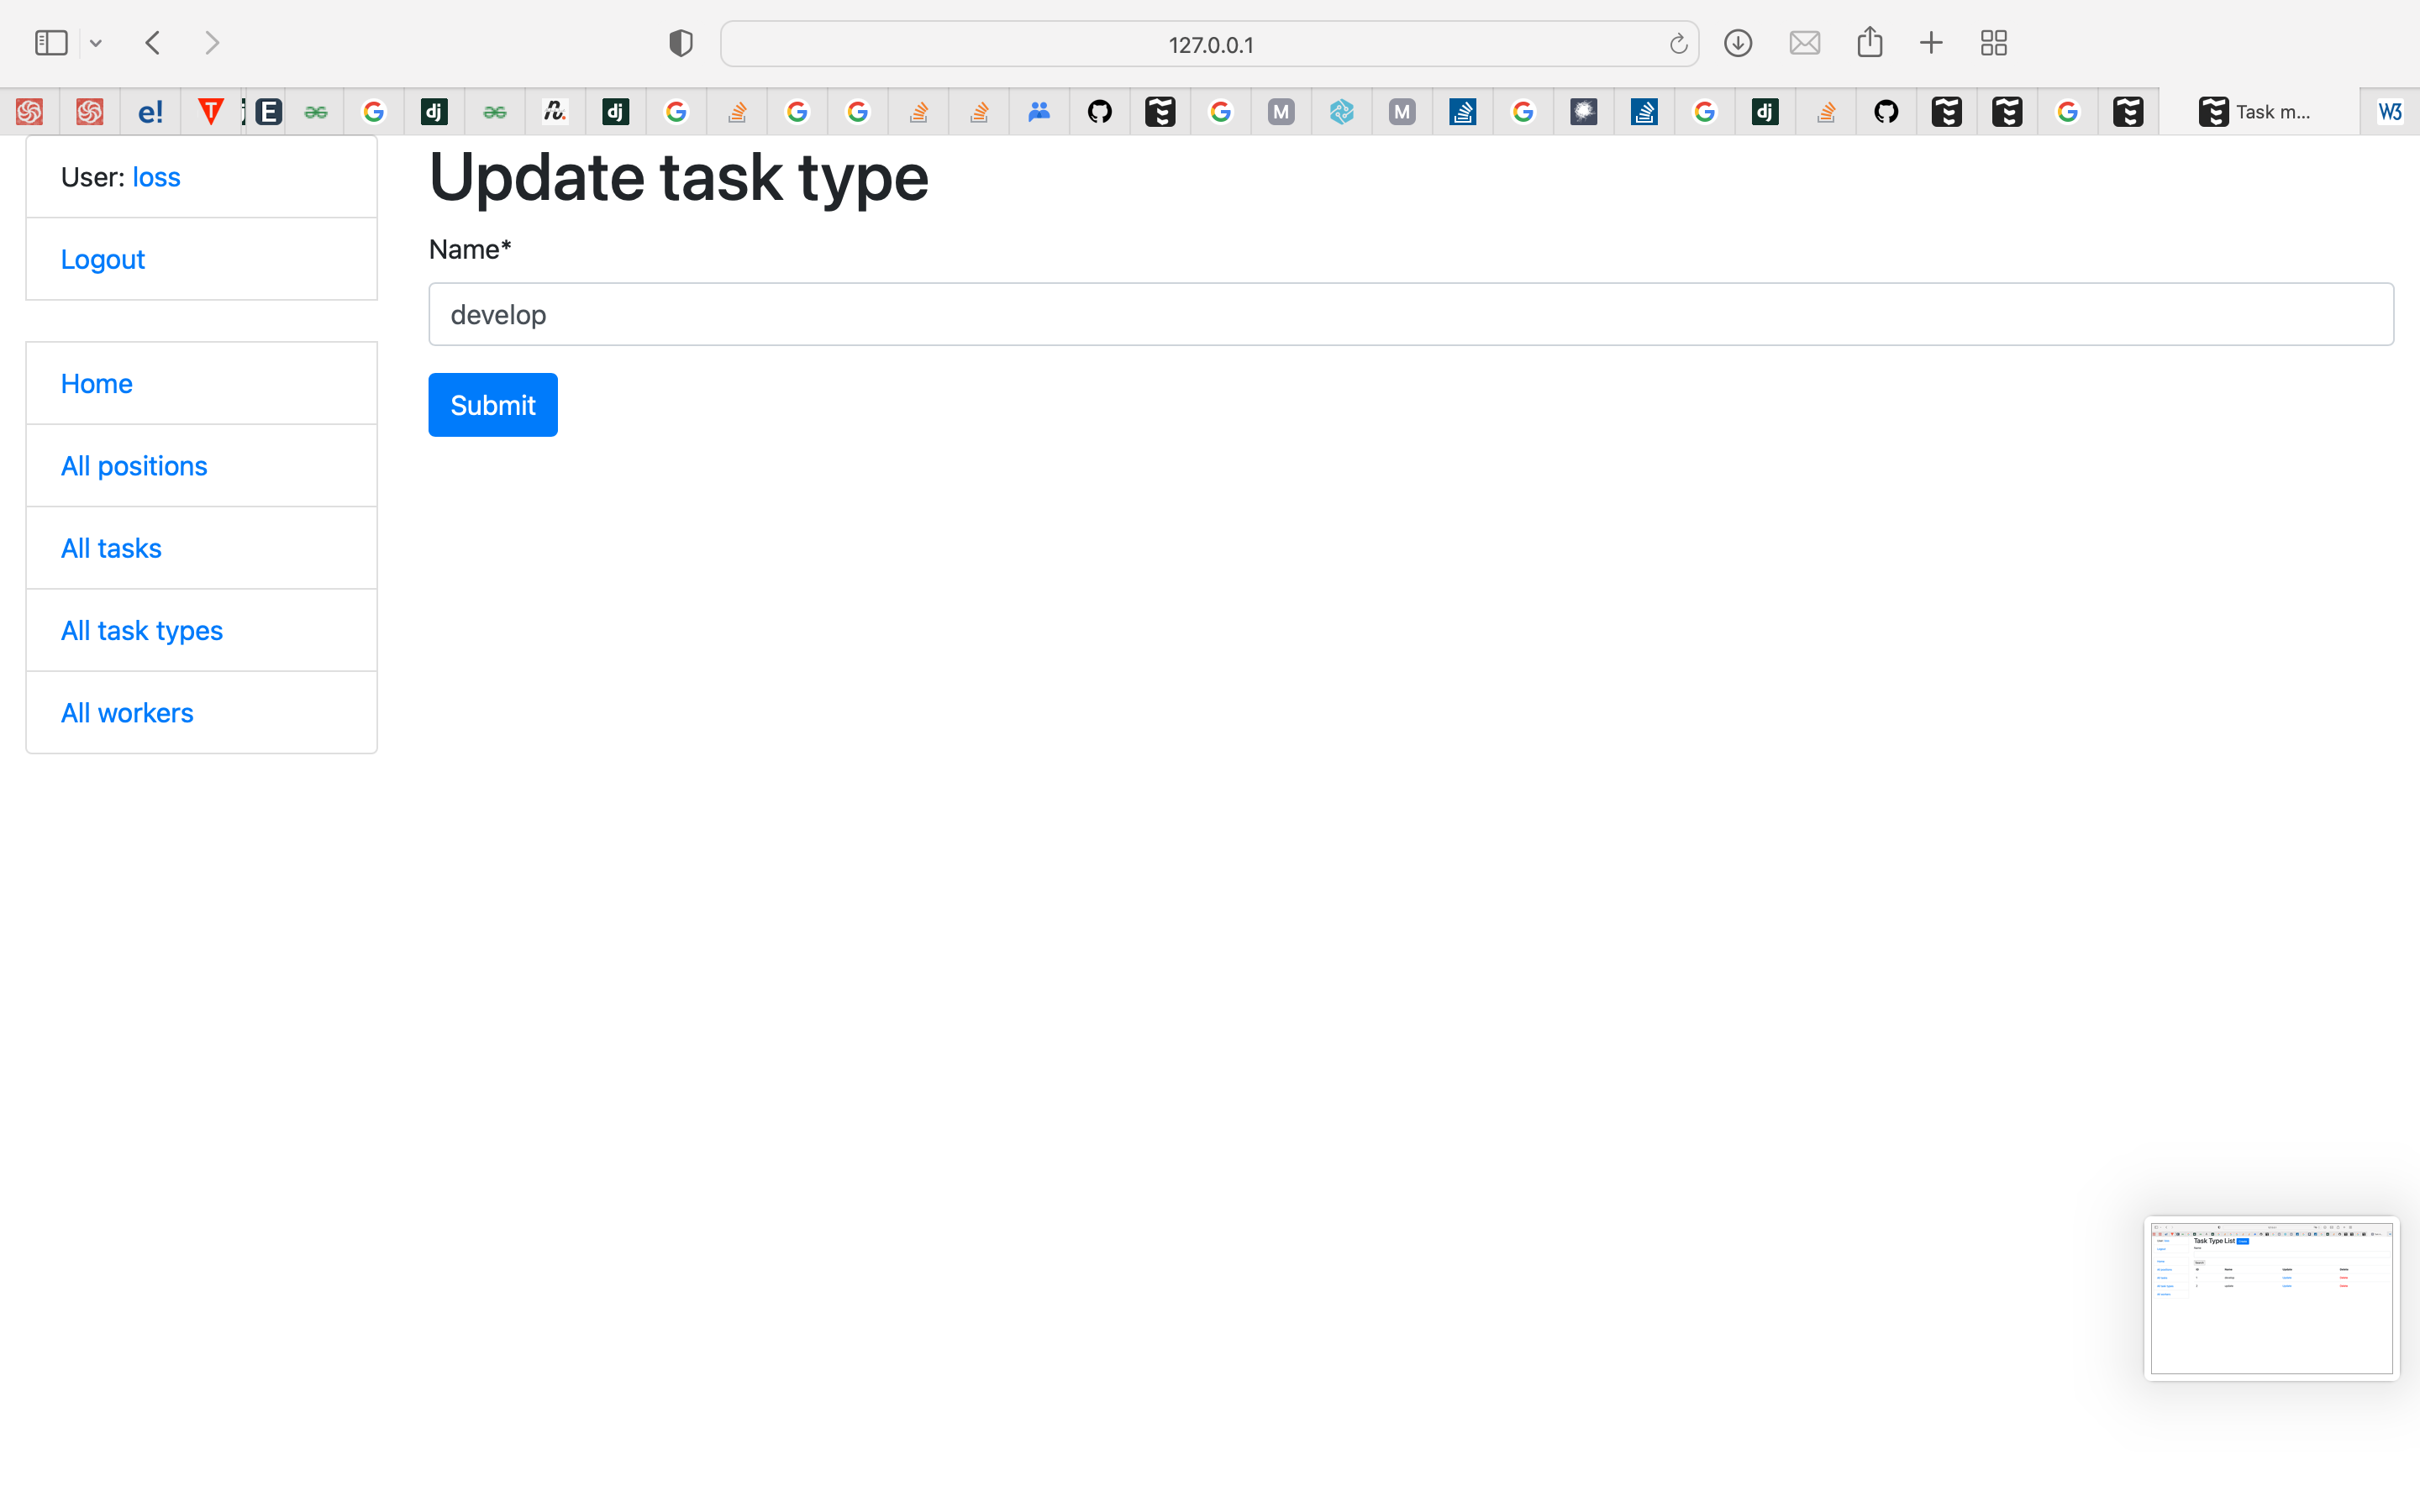 127.0.0.1
e!
T
E
dj
n.
dj
M
M
dj
Task m...
W3
User: loss
Logout
Home
All positions
All tasks
All task types
All workers
Update task type
Name*
develop
Submit
Task Type List